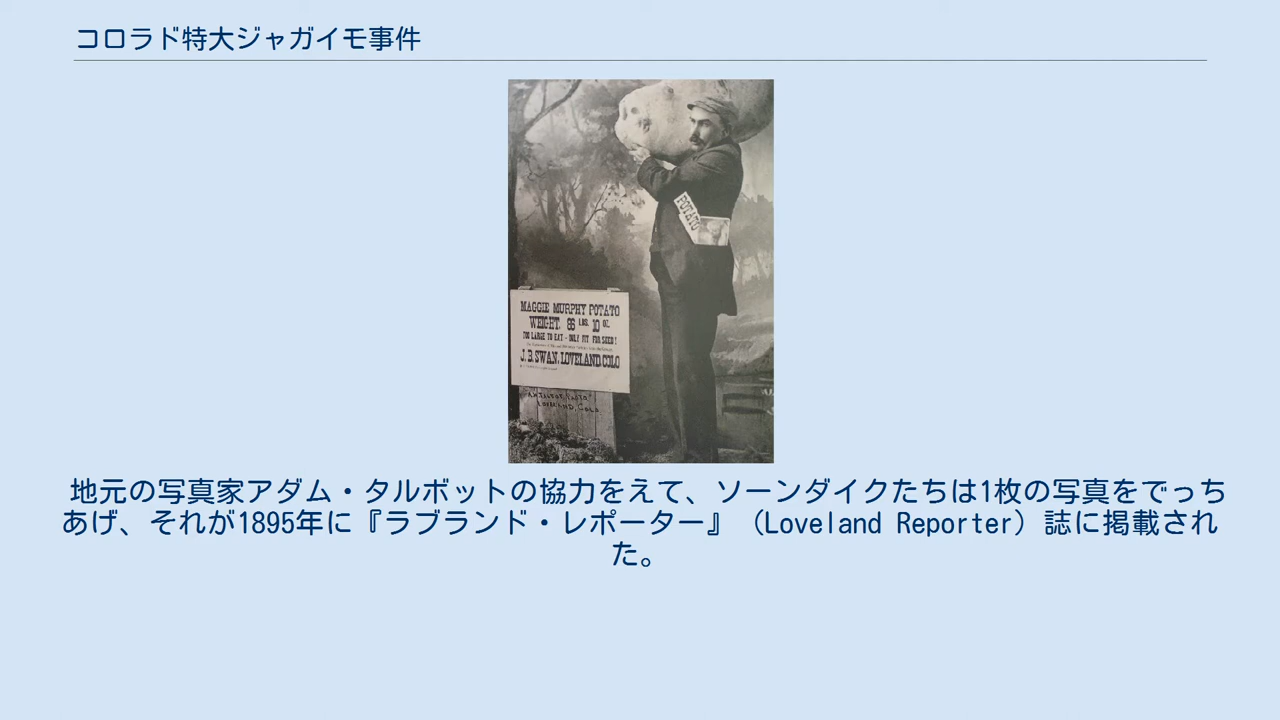 コロラド特大ジャガイモ事件
POTATO
MAGGIE MURPHY POTATO
WEIGHT, 86 LBS. 10 OZ.
TOO LARGE TO EAT - ONLY FIT FOR SEED!
J. B. SWAN, LOVELAND, COLO
LOVELAND, COLO.
地元の写真家アダム・タルボットの協力をえて、ソーンダイクたちは1枚の写真をでっち
あげ、それが1895年に『ラブランド・レポーター』（Loveland Reporter）誌に掲載され
た。